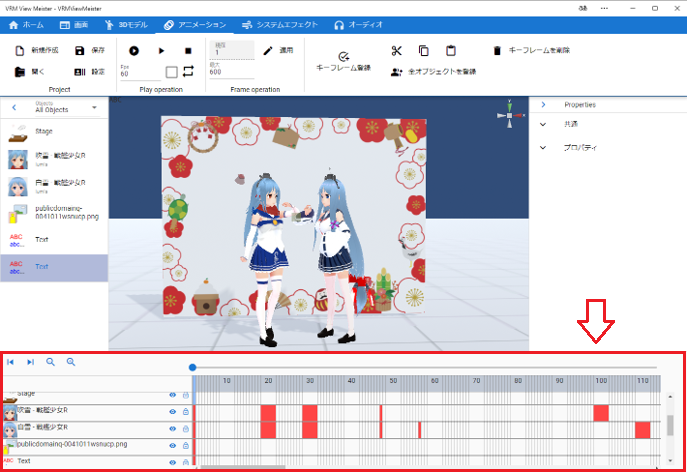 VRM View Meister - VRMViewMeister
ホーム 画面 3Dモデル アニメーション システムエフェクト オーディオ
新規作成 保存
開く 設定
Project
Fps
60
Play operation
1
最大
600
適用
Frame operation
キーフレーム登録
キーフレームを削除
全オブジェクトを登録
Objects
All Objects
Stage
吹雪 - 戦艦少女R
白雪 - 戦艦少女R
publicdomainq-0041011wsnucp.png
ABC
abc...
Text
ABC
abc...
Text
Y
Properties
共通
プロパティ
10 20 30 40 50 60 70 80 90 100 110
Stage
吹雪 - 戦艦少女R
白雪 - 戦艦少女R
publicdomainq-0041011wsnucp.png
ABC Text